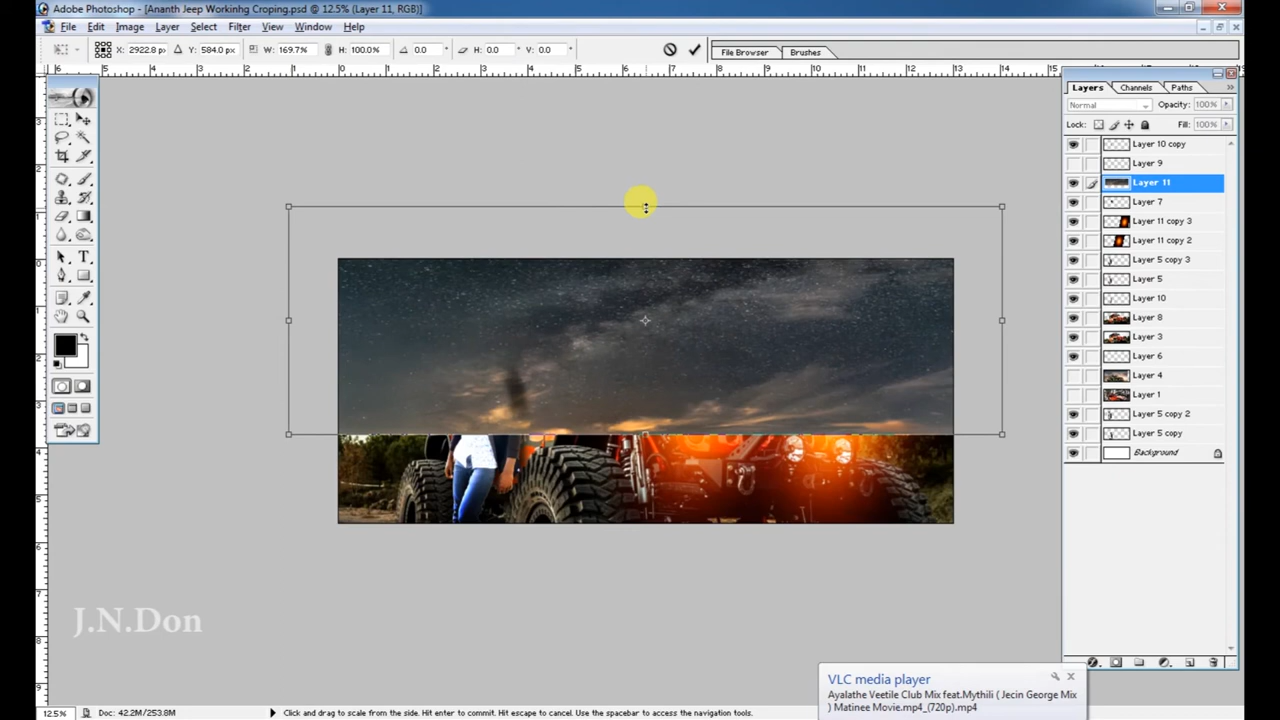 Adobe Photoshop - [Ananth Jeep Workinhg Croping.psd @ 12.5% (Layer 11, RGB)]
File Edit Image Layer Select Filter View Window Help
X: 2922.8 px Y: 584.0 px W: 169.7% H: 100.0% 0.0 H: 0.0 V: 0.0 File Browser Brushes
Layers Channels Paths
Normal Opacity: 100%
Lock: Fill: 100%
Layer 10 copy
Layer 9
Layer 11
Layer 7
Layer 11 copy 3
Layer 11 copy 2
Layer 5 copy 3
Layer 5
Layer 10
Layer 8
Layer 3
Layer 6
Layer 4
Layer 1
Layer 5 copy 2
Layer 5 copy
Background
J.N.Don
VLC media player
Ayalathe Veetile Club Mix feat.Mythili ( Jecin George Mix
) Matinee Movie.mp4_(720p).mp4
12.5% Doc: 42.2M/253.8M Click and drag to scale from the side. Hit enter to commit. Hit escape to cancel. Use the spacebar to access the navigation tools.